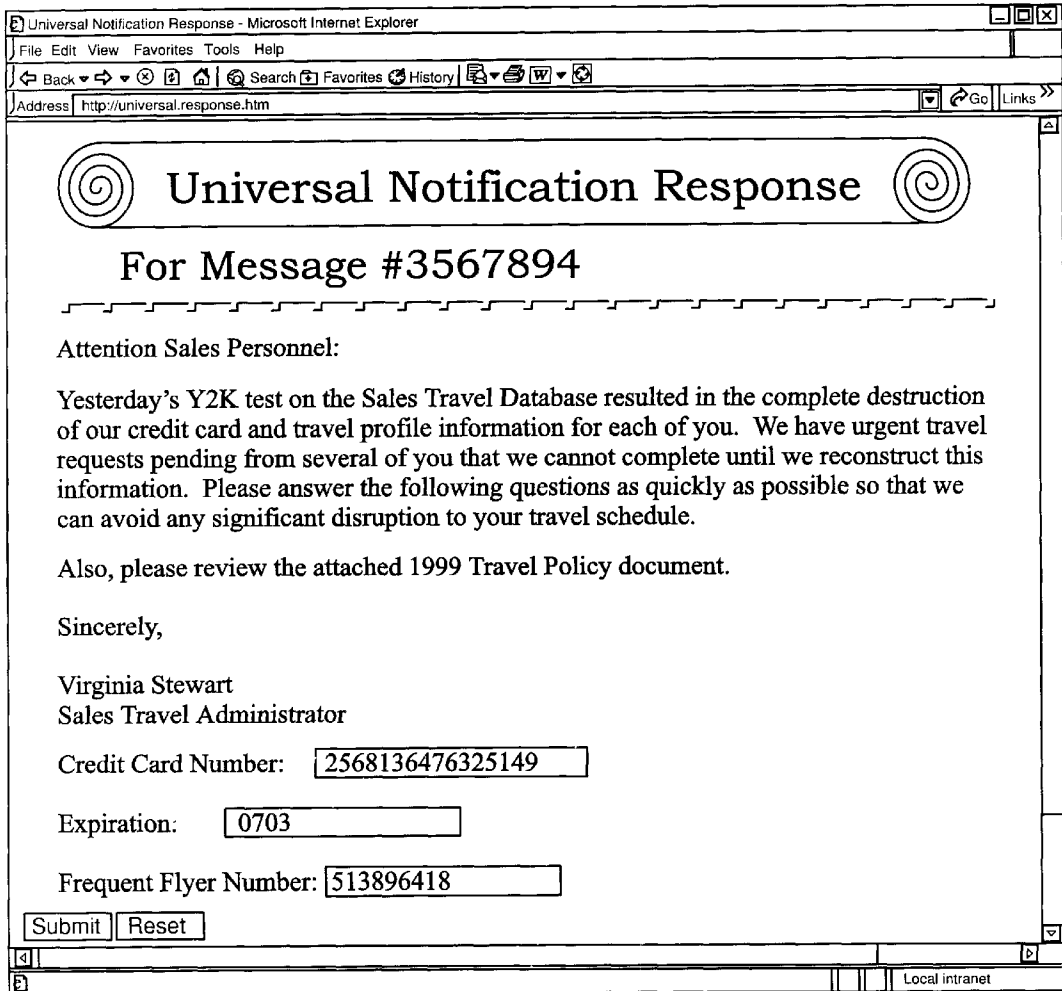 Universal Notification Response - Microsoft Internet Explorer
File Edit View Favorites Tools Help
Back Search Favorites History W
Address http://universal.response.htm Go Links »
Universal Notification Response
For Message #3567894
Attention Sales Personnel:
Yesterday's Y2K test on the Sales Travel Database resulted in the complete destruction
of our credit card and travel profile information for each of you. We have urgent travel
requests pending from several of you that we cannot complete until we reconstruct this
information. Please answer the following questions as quickly as possible so that we
can avoid any significant disruption to your travel schedule.
Also, please review the attached 1999 Travel Policy document.
Sincerely,
Virginia Stewart
Sales Travel Administrator
Credit Card Number: 2568136476325149
Expiration: 0703
Frequent Flyer Number: 513896418
Submit Reset
Local intranet